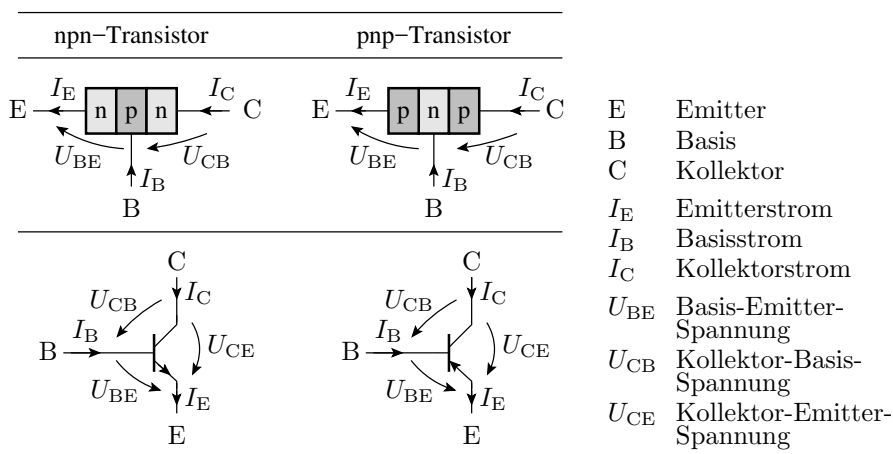 npn−Transistor pnp−Transistor
I_E I_C I_E I_C
E n p n C E p n p C
U_BE U_CB U_BE U_CB
I_B I_B
B B
C C
U_CB I_C U_CB I_C
B I_B U_CE B I_B U_CE
U_BE I_E U_BE I_E
E E
E Emitter
B Basis
C Kollektor
I_E Emitterstrom
I_B Basisstrom
I_C Kollektorstrom
U_BE Basis-Emitter-
Spannung
U_CB Kollektor-Basis-
Spannung
U_CE Kollektor-Emitter-
Spannung